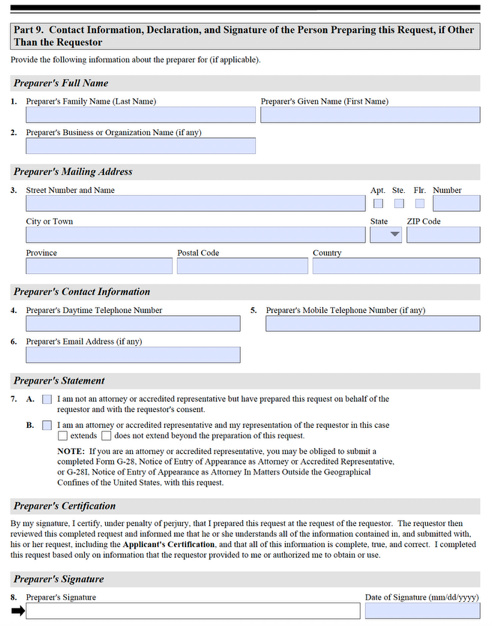 Part 9. Contact Information, Declaration, and Signature of the Person Preparing this Request, if Other
Than the Requestor
Provide the following information about the preparer for (if applicable).
Preparer's Full Name
1. Preparer's Family Name (Last Name) Preparer's Given Name (First Name)
2. Preparer's Business or Organization Name (if any)
Preparer's Mailing Address
3. Street Number and Name Apt. Ste. Flr. Number
City or Town State ZIP Code
Province Postal Code Country
Preparer's Contact Information
4. Preparer's Daytime Telephone Number 5. Preparer's Mobile Telephone Number (if any)
6. Preparer's Email Address (if any)
Preparer's Statement
7. A. I am not an attorney or accredited representative but have prepared this request on behalf of the
requestor and with the requestor's consent.
B. I am an attorney or accredited representative and my representation of the requestor in this case
extends does not extend beyond the preparation of this request.
NOTE: If you are an attorney or accredited representative, you may be obliged to submit a
completed Form G-28, Notice of Entry of Appearance as Attorney or Accredited Representative,
or G-28I, Notice of Entry of Appearance as Attorney In Matters Outside the Geographical
Confines of the United States, with this request.
Preparer's Certification
By my signature, I certify, under penalty of perjury, that I prepared this request at the request of the requestor. The requestor then
reviewed this completed request and informed me that he or she understands all of the information contained in, and submitted with,
his or her request, including the Applicant's Certification, and that all of this information is complete, true, and correct. I completed
this request based only on information that the requestor provided to me or authorized me to obtain or use.
Preparer's Signature
8. Preparer's Signature Date of Signature (mm/dd/yyyy)